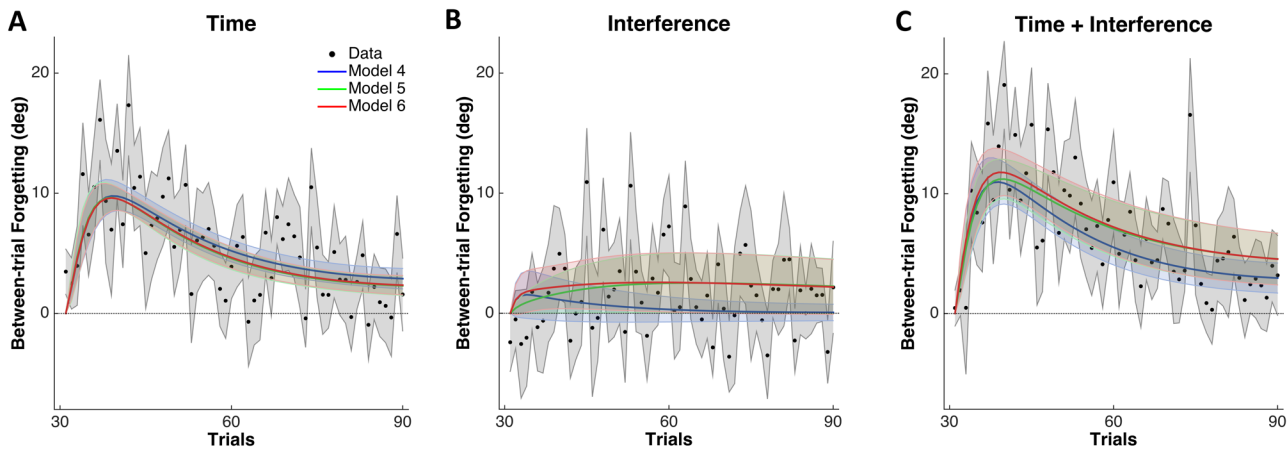 A Time
B Interference
C Time + Interference
Between-trial Forgetting (deg)
20
10
0
30 60 90
Trials
Data
Model 4
Model 5
Model 6
Between-trial Forgetting (deg)
20
10
0
30 60 90
Trials
Between-trial Forgetting (deg)
20
10
0
30 60 90
Trials